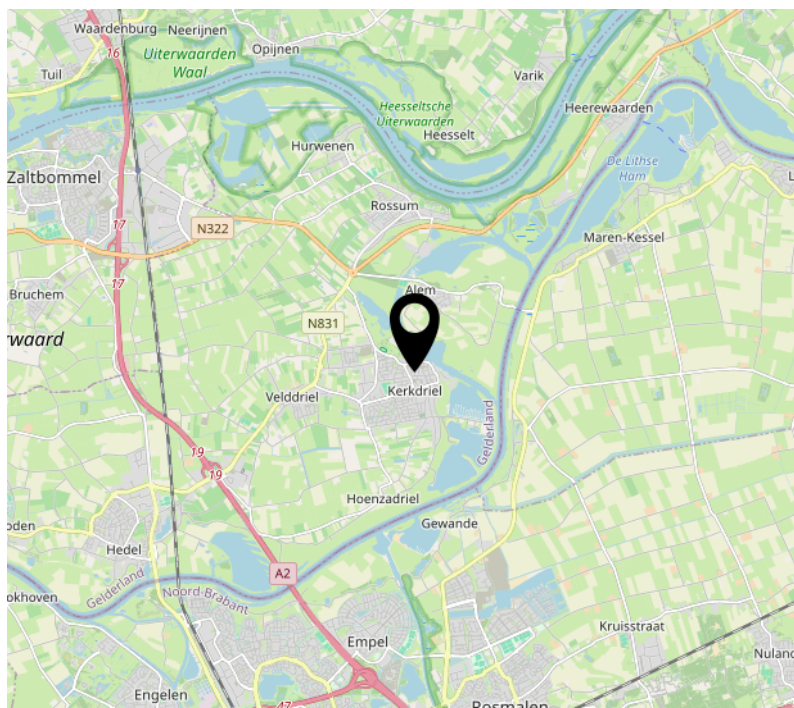 Waardenburg
Neerijnen
16
Opijnen
Uiterwaarden
Waal
Tuil
Varik
Heesseltsche
Uiterwaarden
Heerewaarden
Heesselt
Hurwenen
De Lithse
Ham
Zaltbommel
L
Rossum
17
N322
Maren-Kessel
17
Alem
Bruchem
N831
rwaard
Kerkdriel
Velddriel
Gelderland
19
19
Hoenzadriel
oden
Gewande
Hedel
A2
Gelderland
Noord-Brabant
okhoven
Kruisstraat
Empel
Nuland
Engelen
Rosmalen
17